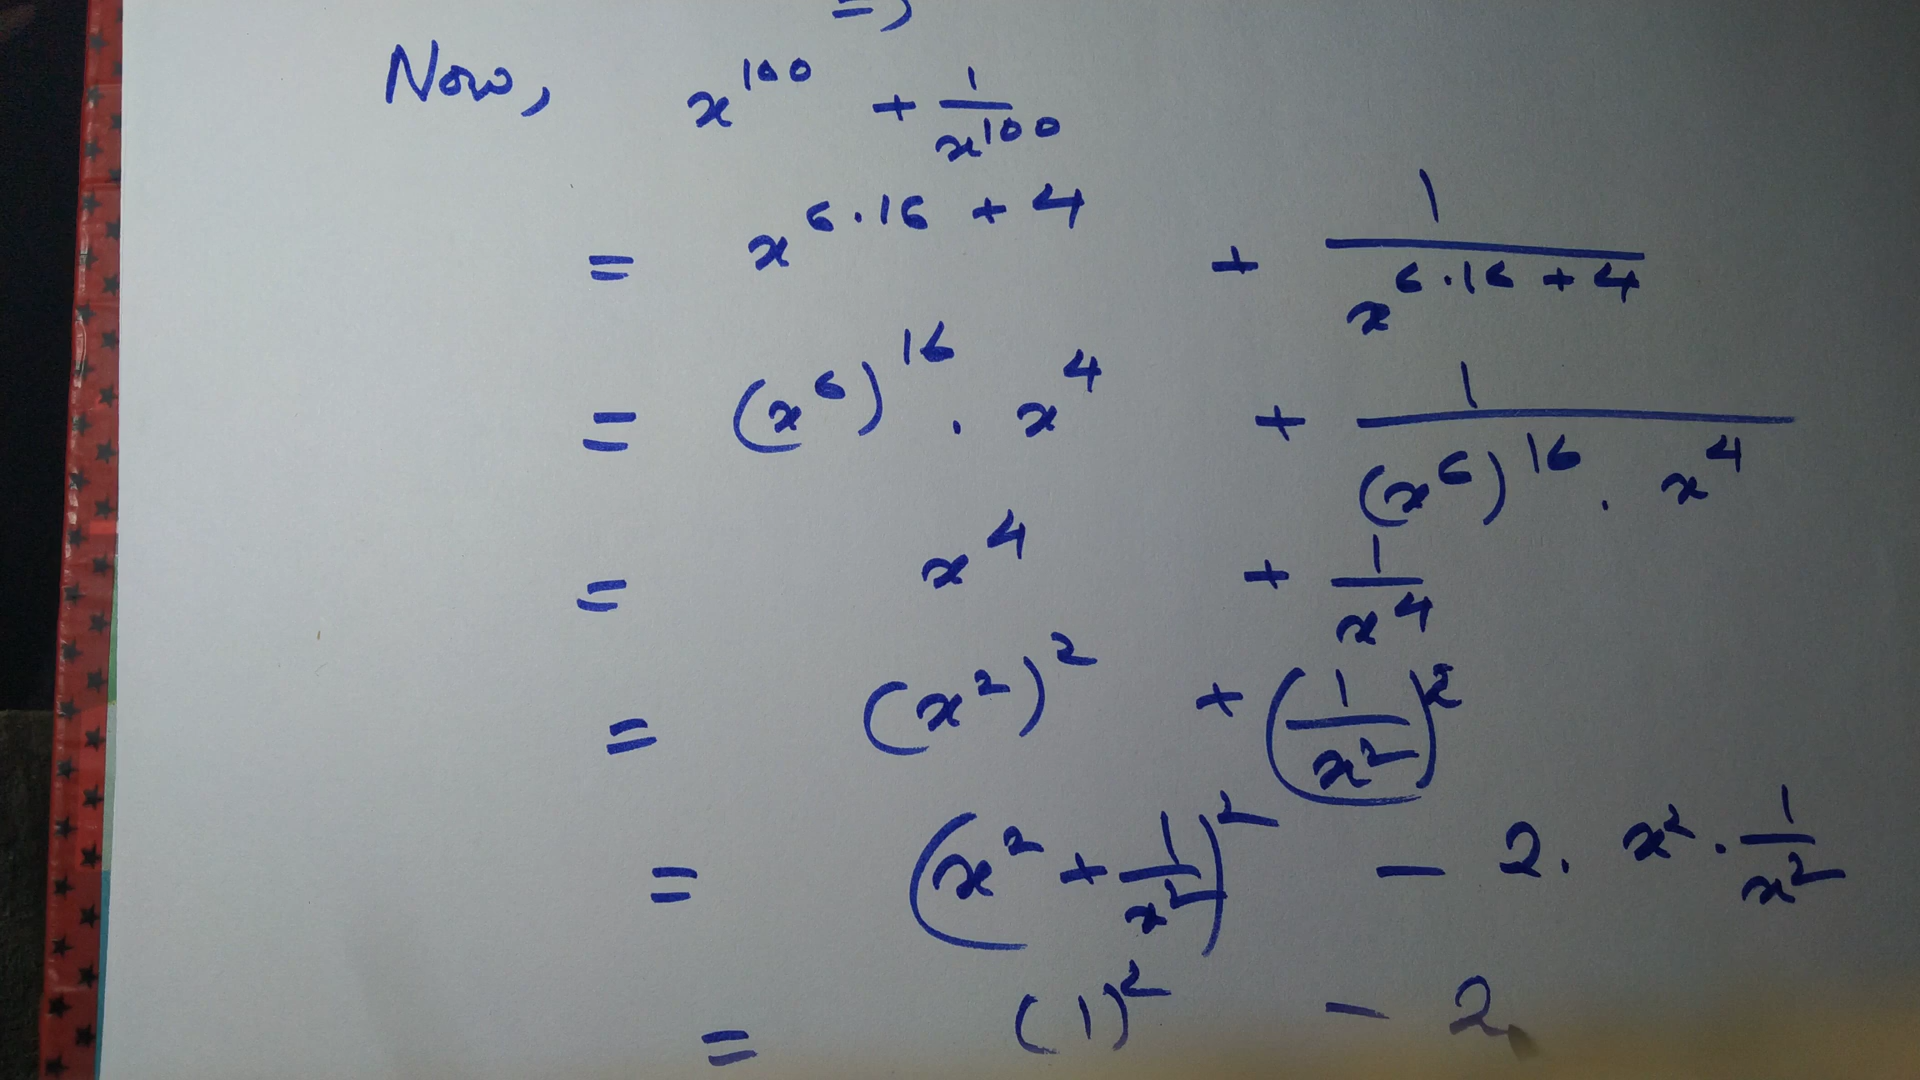 =)
Now, x^100 + 1/x^100
= x^(6·16 + 4) + 1/x^(6·16 + 4)
= (x^6)^16 · x^4 + 1/((x^6)^16 · x^4)
= x^4 + 1/x^4
= (x^2)^2 + (1/x^2)^2
= (x^2 + 1/x^2)^2 - 2. x^2 · 1/x^2
= (1)^2 - 2